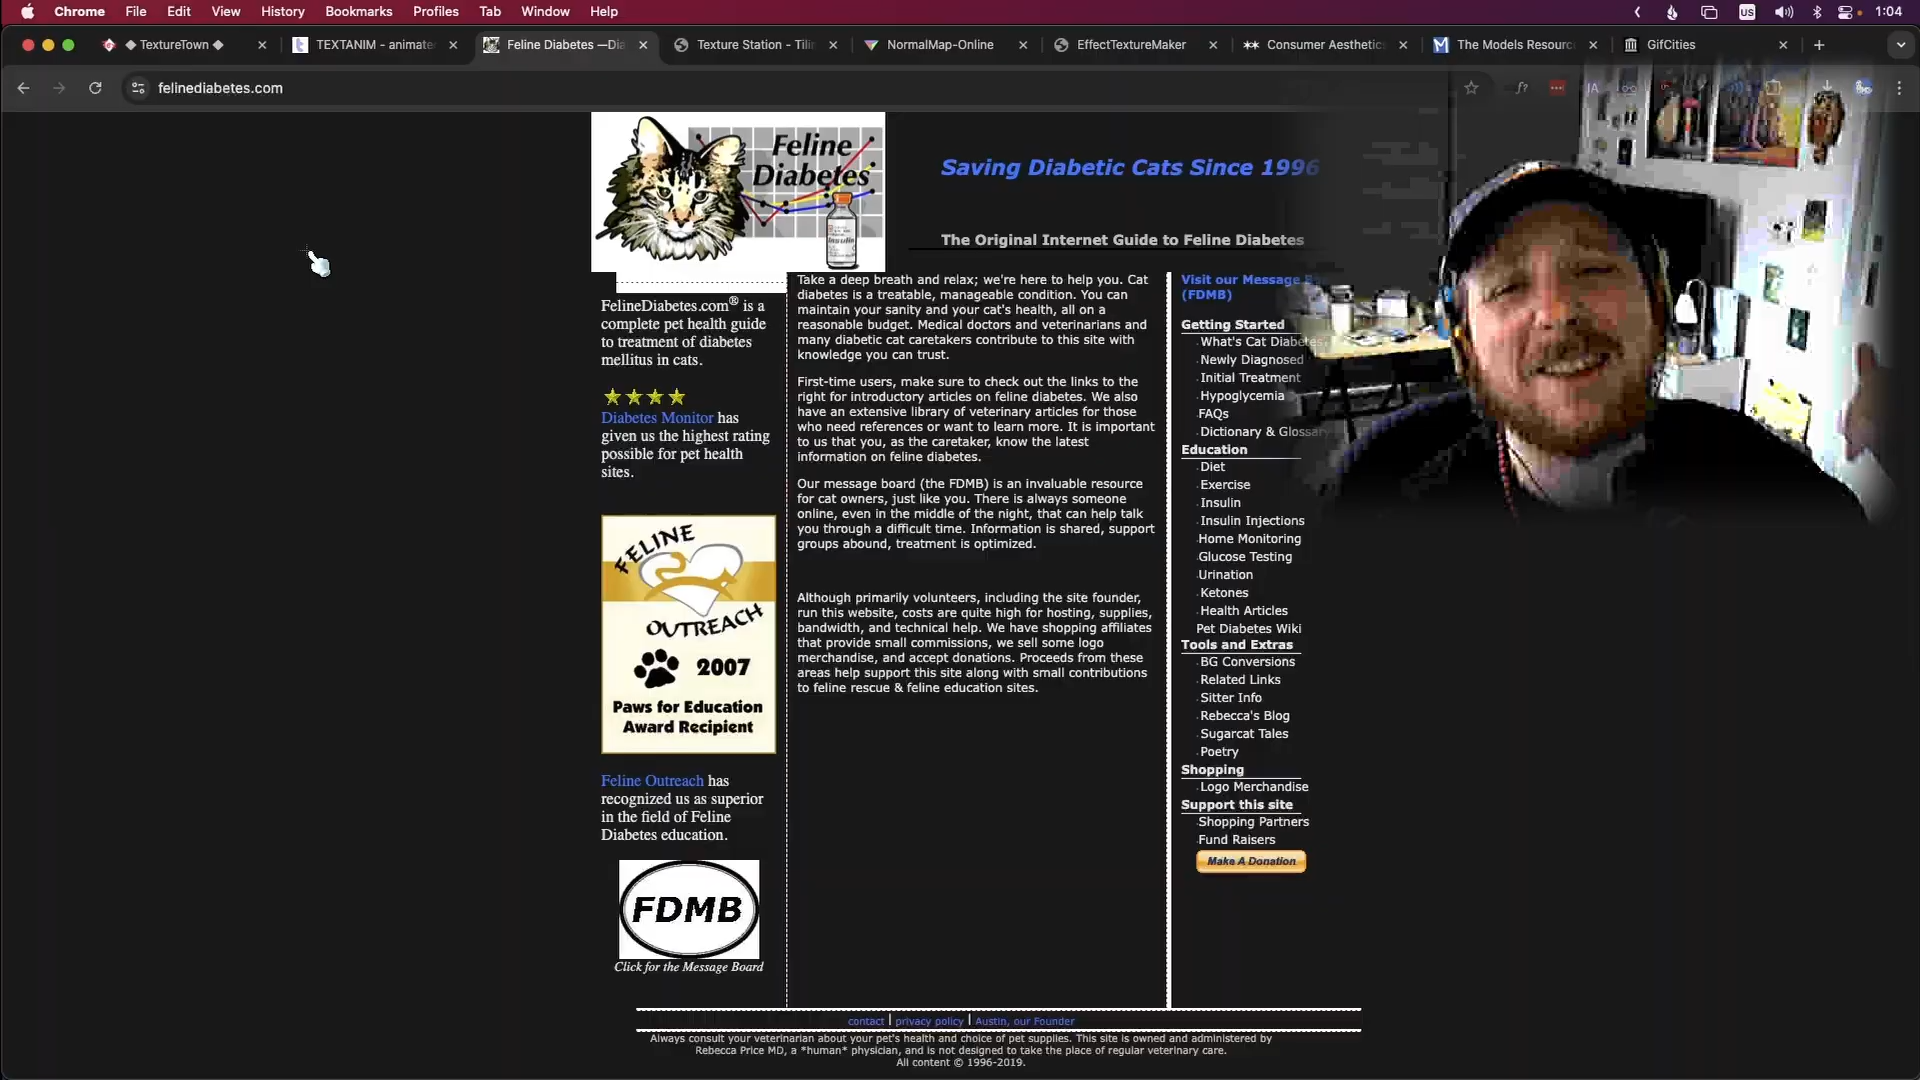 Chrome File Edit View History Bookmarks Profiles Tab Window Help
US 1:04
◆ TextureTown ◆
TEXTANIM - animate
Feline Diabetes —Dia
Texture Station - Tilin
NormalMap-Online
EffectTextureMaker
Consumer Aesthetic
The Models Resourc
GifCities
felinediabetes.com
Feline
Diabetes
Insulin
Saving Diabetic Cats Since 1996
The Original Internet Guide to Feline Diabetes
FelineDiabetes.com® is a
complete pet health guide
to treatment of diabetes
mellitus in cats.
Diabetes Monitor has
given us the highest rating
possible for pet health
sites.
FELINE
OUTREACH
2007
Paws for Education
Award Recipient
Feline Outreach has
recognized us as superior
in the field of Feline
Diabetes education.
FDMB
Click for the Message Board
Take a deep breath and relax; we're here to help you. Cat
diabetes is a treatable, manageable condition. You can
maintain your sanity and your cat's health, all on a
reasonable budget. Medical doctors and veterinarians and
many diabetic cat caretakers contribute to this site with
knowledge you can trust.
First-time users, make sure to check out the links to the
right for introductory articles on feline diabetes. We also
have an extensive library of veterinary articles for those
who need references or want to learn more. It is important
to us that you, as the caretaker, know the latest
information on feline diabetes.
Our message board (the FDMB) is an invaluable resource
for cat owners, just like you. There is always someone
online, even in the middle of the night, that can help talk
you through a difficult time. Information is shared, support
groups abound, treatment is optimized.
Although primarily volunteers, including the site founder,
run this website, costs are quite high for hosting, supplies,
bandwidth, and technical help. We have shopping affiliates
that provide small commissions, we sell some logo
merchandise, and accept donations. Proceeds from these
areas help support this site along with small contributions
to feline rescue & feline education sites.
Visit our Message
(FDMB)
Getting Started
What's Cat Diabetes
Newly Diagnosed
Initial Treatment
Hypoglycemia
FAQs
Dictionary & Glossary
Education
Diet
Exercise
Insulin
Insulin Injections
Home Monitoring
Glucose Testing
Urination
Ketones
Health Articles
Pet Diabetes Wiki
Tools and Extras
BG Conversions
Related Links
Sitter Info
Rebecca's Blog
Sugarcat Tales
Poetry
Shopping
Logo Merchandise
Support this site
Shopping Partners
Fund Raisers
Make A Donation
contact | privacy policy | Austin, our Founder
Always consult your veterinarian about your pet's health and choice of pet supplies. This site is owned and administered by
Rebecca Price MD, a *human* physician, and is not designed to take the place of regular veterinary care.
All content © 1996-2019.